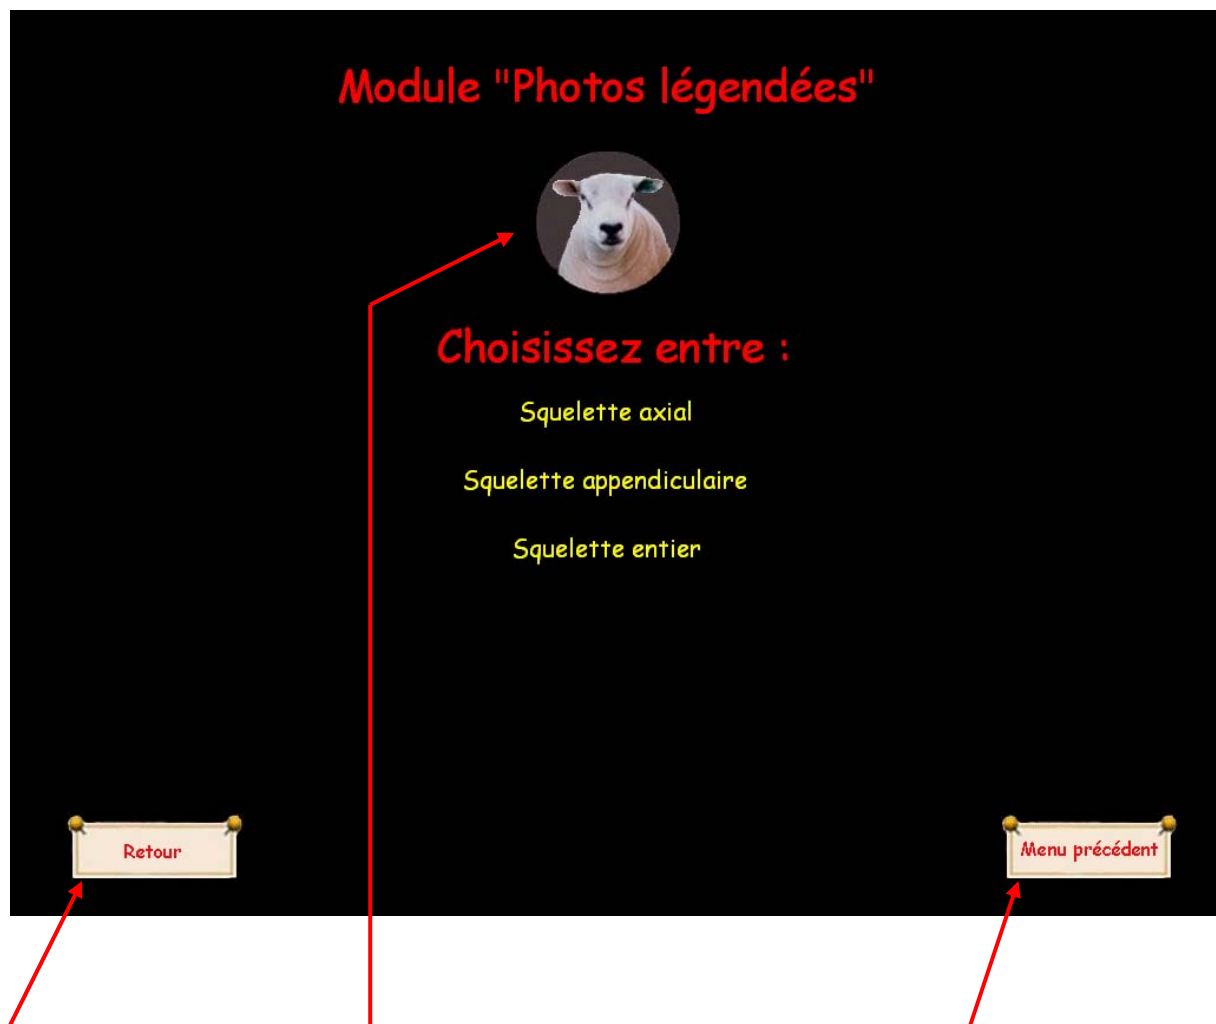 Module "Photos légendées"
Choisissez entre :
Squelette axial
Squelette appendiculaire
Squelette entier
Retour
Menu précédent